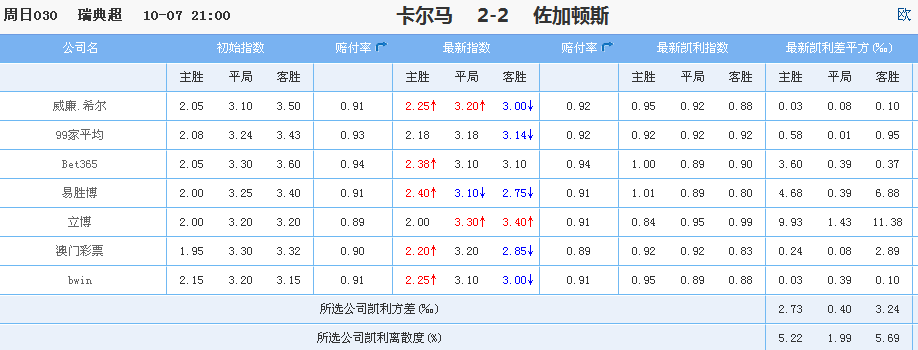 周日030 瑞典超 10-07 21:00 卡尔马 2-2 佐加顿斯 欧
公司名 初始指数 赔付率 最新指数 赔付率 最新凯利指数 最新凯利差平方(‰)
主胜 平局 客胜 主胜 平局 客胜 主胜 平局 客胜 主胜 平局 客胜
威廉.希尔 2.05 3.10 3.50 0.91 2.25↑ 3.20↑ 3.00↓ 0.92 0.95 0.92 0.88 0.03 0.08 0.10
99家平均 2.08 3.24 3.43 0.93 2.18 3.18 3.14↓ 0.92 0.92 0.92 0.92 0.58 0.01 0.95
Bet365 2.05 3.30 3.60 0.94 2.38↑ 3.10 3.10 0.94 1.00 0.89 0.90 3.60 0.39 0.37
易胜博 2.00 3.25 3.40 0.91 2.40↑ 3.10↓ 2.75↓ 0.91 1.01 0.89 0.80 4.68 0.39 6.88
立博 2.00 3.20 3.20 0.89 2.00 3.30↑ 3.40↑ 0.91 0.84 0.95 0.99 9.93 1.43 11.38
澳门彩票 1.95 3.30 3.32 0.90 2.20↑ 3.20 2.85↓ 0.89 0.92 0.92 0.83 0.24 0.08 2.89
bwin 2.15 3.20 3.15 0.91 2.25↑ 3.10 3.00↓ 0.91 0.95 0.89 0.88 0.03 0.39 0.10
所选公司凯利方差(‰) 2.73 0.40 3.24
所选公司凯利离散度(%) 5.22 1.99 5.69